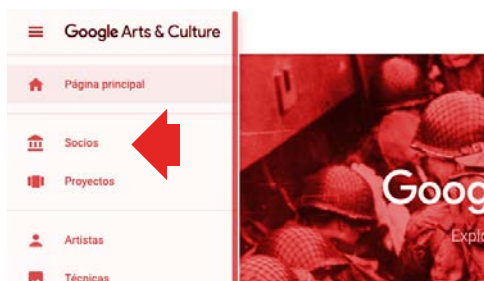 Google Arts & Culture
Página principal
Socios
Proyectos
Artistas
Técnicas
Goog
Explo